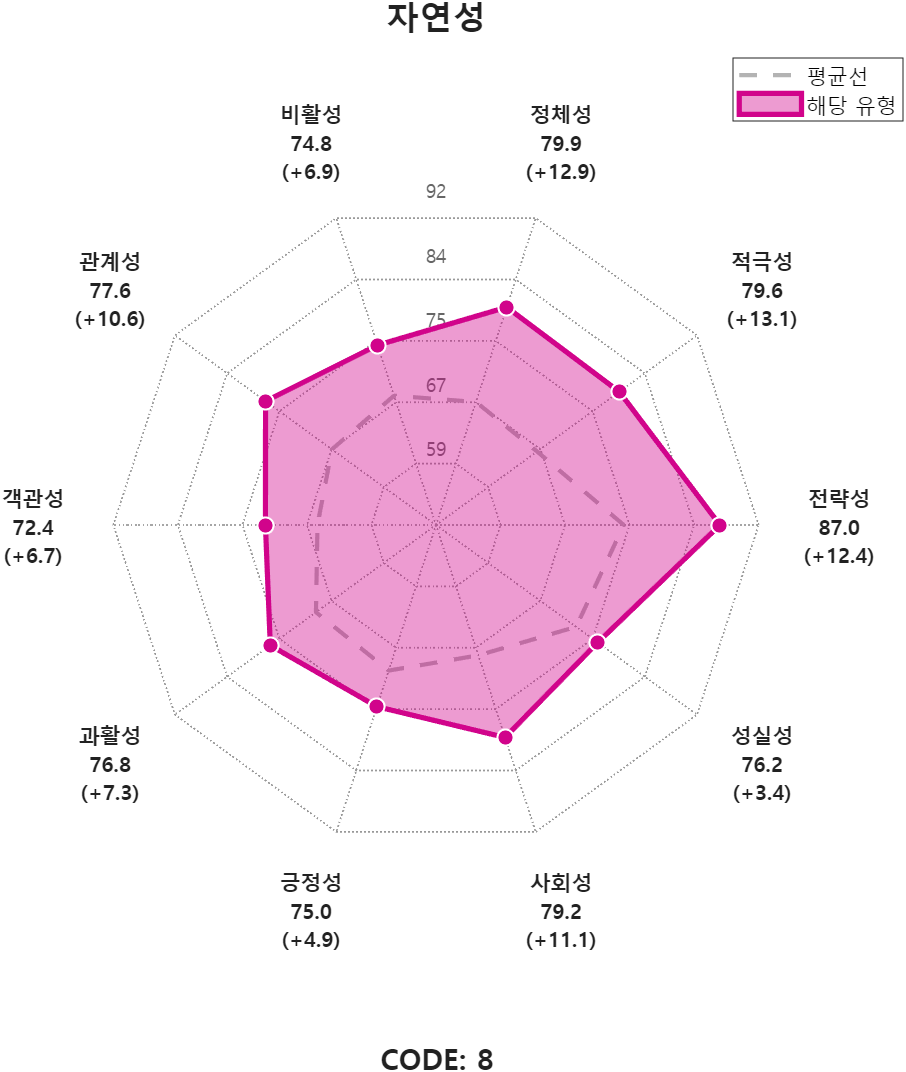 자연성
평균선
해당 유형
비활성
74.8
(+6.9)
정체성
79.9
(+12.9)
92
관계성
77.6
(+10.6)
적극성
79.6
(+13.1)
84
75
67
59
객관성
72.4
(+6.7)
전략성
87.0
(+12.4)
과활성
76.8
(+7.3)
성실성
76.2
(+3.4)
긍정성
75.0
(+4.9)
사회성
79.2
(+11.1)
CODE: 8